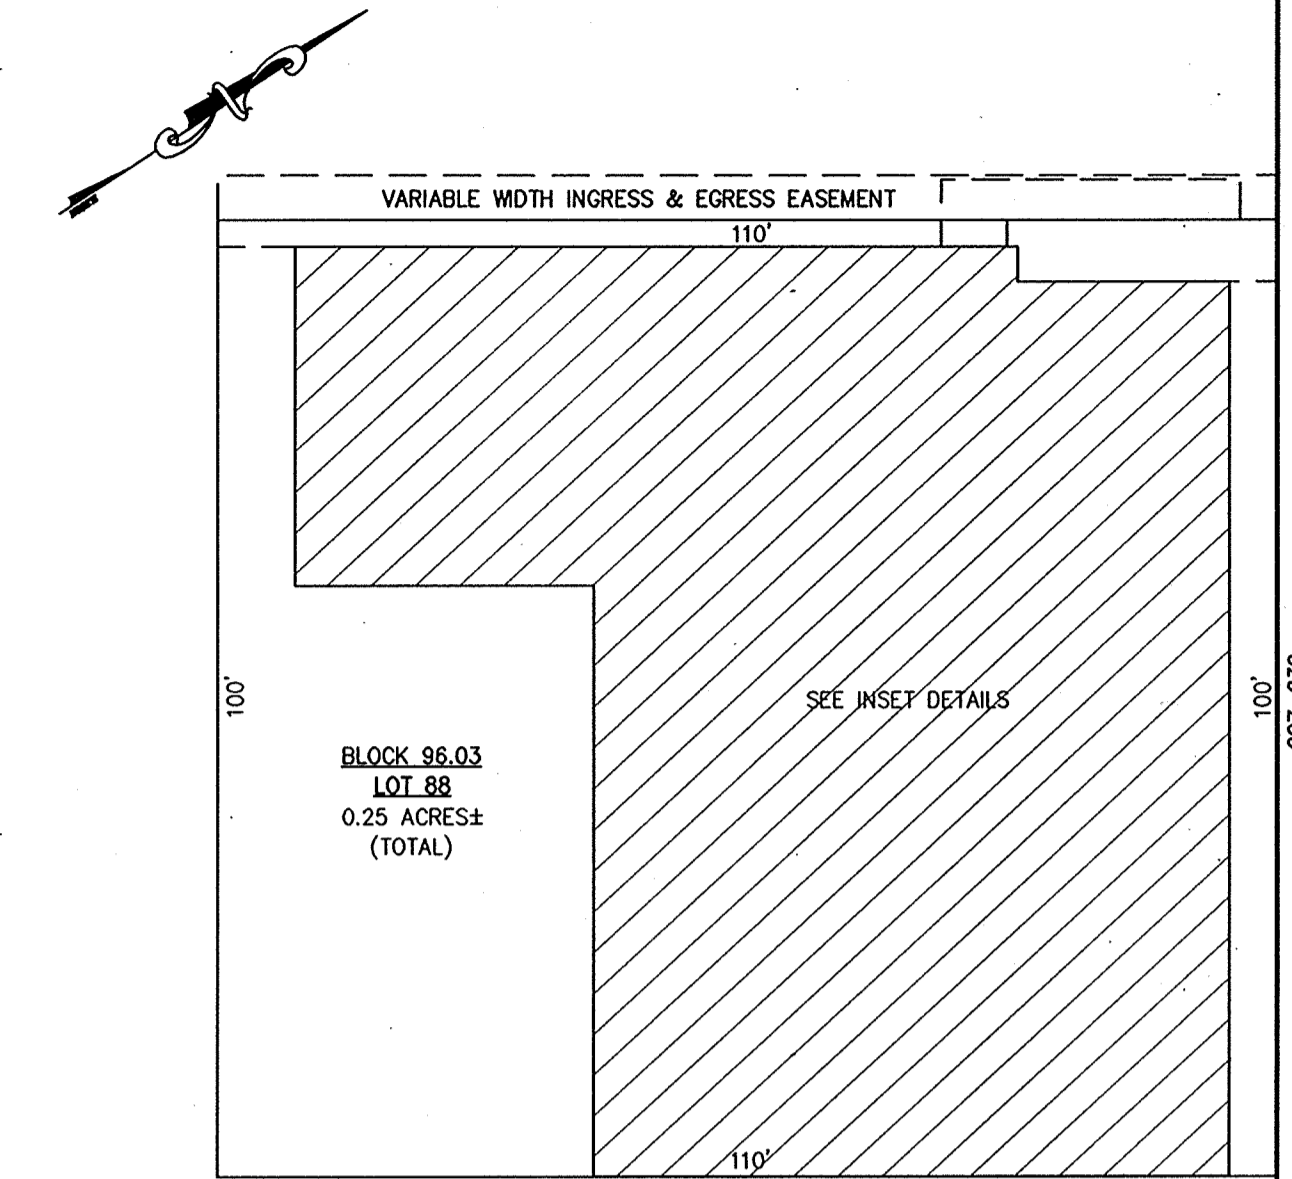 VARIABLE WIDTH INGRESS & EGRESS EASEMENT
110'
100'
SEE INSET DETAILS
100'
BLOCK 96.03
LOT 88
0.25 ACRES±
(TOTAL)
110'